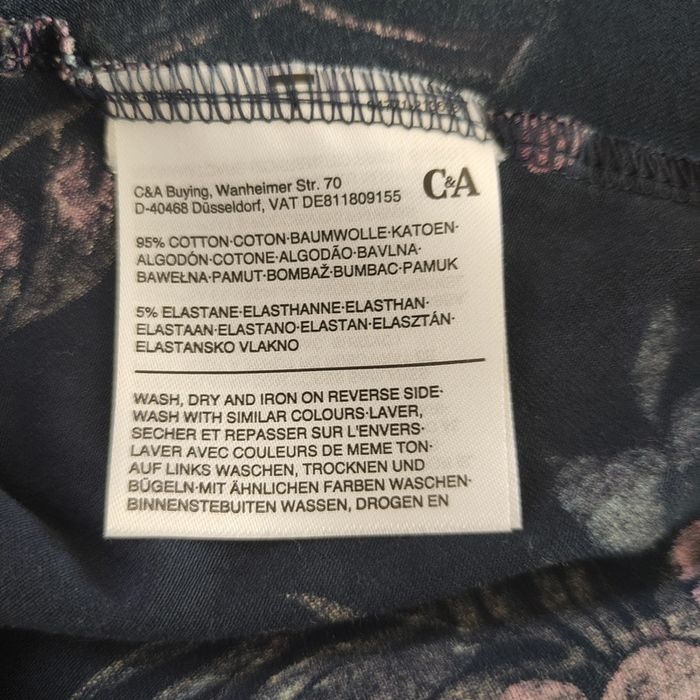 C&A Buying, Wanheimer Str. 70
D-40468 Düsseldorf, VAT DE811809155
C&A
95% COTTON·COTON·BAUMWOLLE·KATOEN·
ALGODÓN·COTONE·ALGODÃO·BAVLNA·
BAWEŁNA·PAMUT·BOMBAŽ·BUMBAC·PAMUK
5% ELASTANE·ELASTHANNE·ELASTHAN·
ELASTAAN·ELASTANO·ELASTAN·ELASZTÁN·
ELASTANSKO VLAKNO
WASH, DRY AND IRON ON REVERSE SIDE·
WASH WITH SIMILAR COLOURS·LAVER,
SECHER ET REPASSER SUR L'ENVERS·
LAVER AVEC COULEURS DE MEME TON·
AUF LINKS WASCHEN, TROCKNEN UND
BÜGELN·MIT ÄHNLICHEN FARBEN WASCHEN·
BINNENSTEBUITEN WASSEN, DROGEN EN